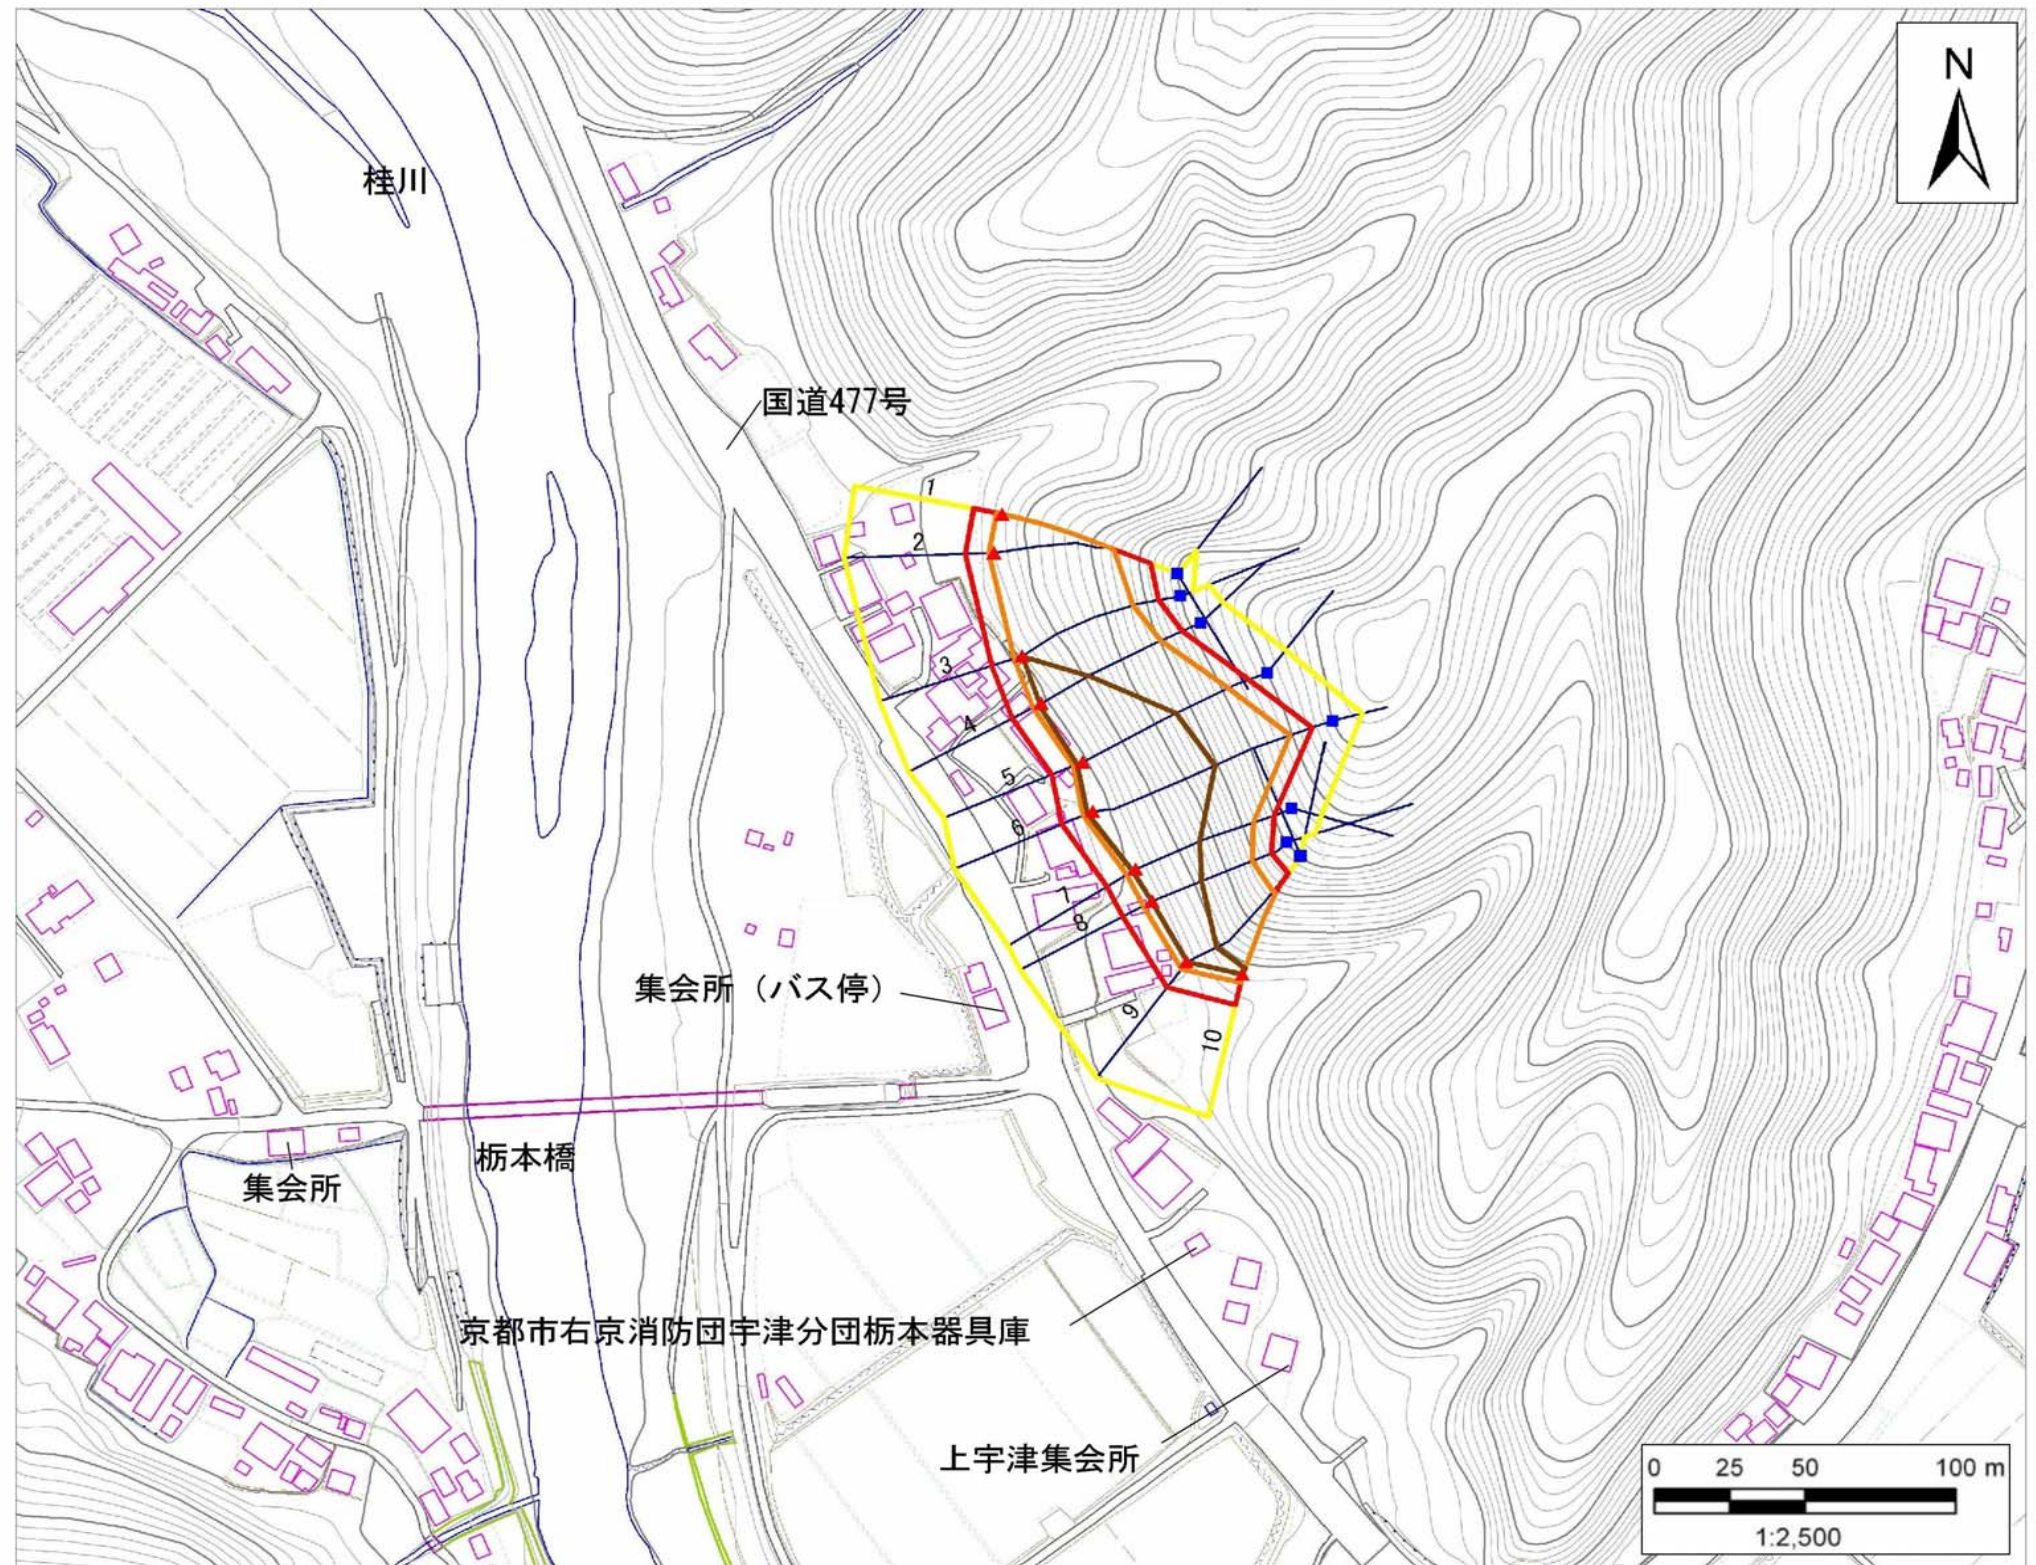 N
桂川
国道477号
1
2
3
4
5
6
7
8
9
10
集会所（バス停）
栃本橋
集会所
京都市右京消防団宇津分団栃本器具庫
上宇津集会所
0 25 50 100 m
1:2,500